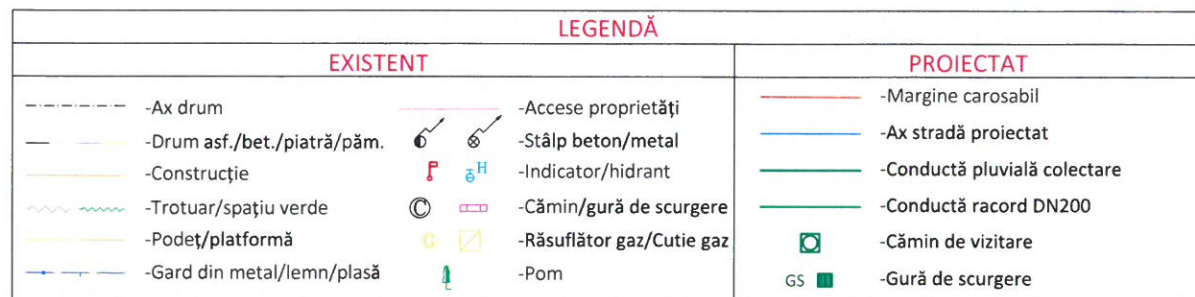 LEGENDĂ
EXISTENT
-Ax drum
-Drum asf./bet./piatră/păm.
-Construcție
-Trotuar/spațiu verde
-Podeț/platformă
-Gard din metal/lemn/plasă
-Accese proprietăți
-Stâlp beton/metal
H -Indicator/hidrant
C -Cămin/gură de scurgere
G -Răsuflător gaz/Cutie gaz
-Pom
PROIECTAT
-Margine carosabil
-Ax stradă proiectat
-Conductă pluvială colectare
-Conductă racord DN200
-Cămin de vizitare
GS -Gură de scurgere